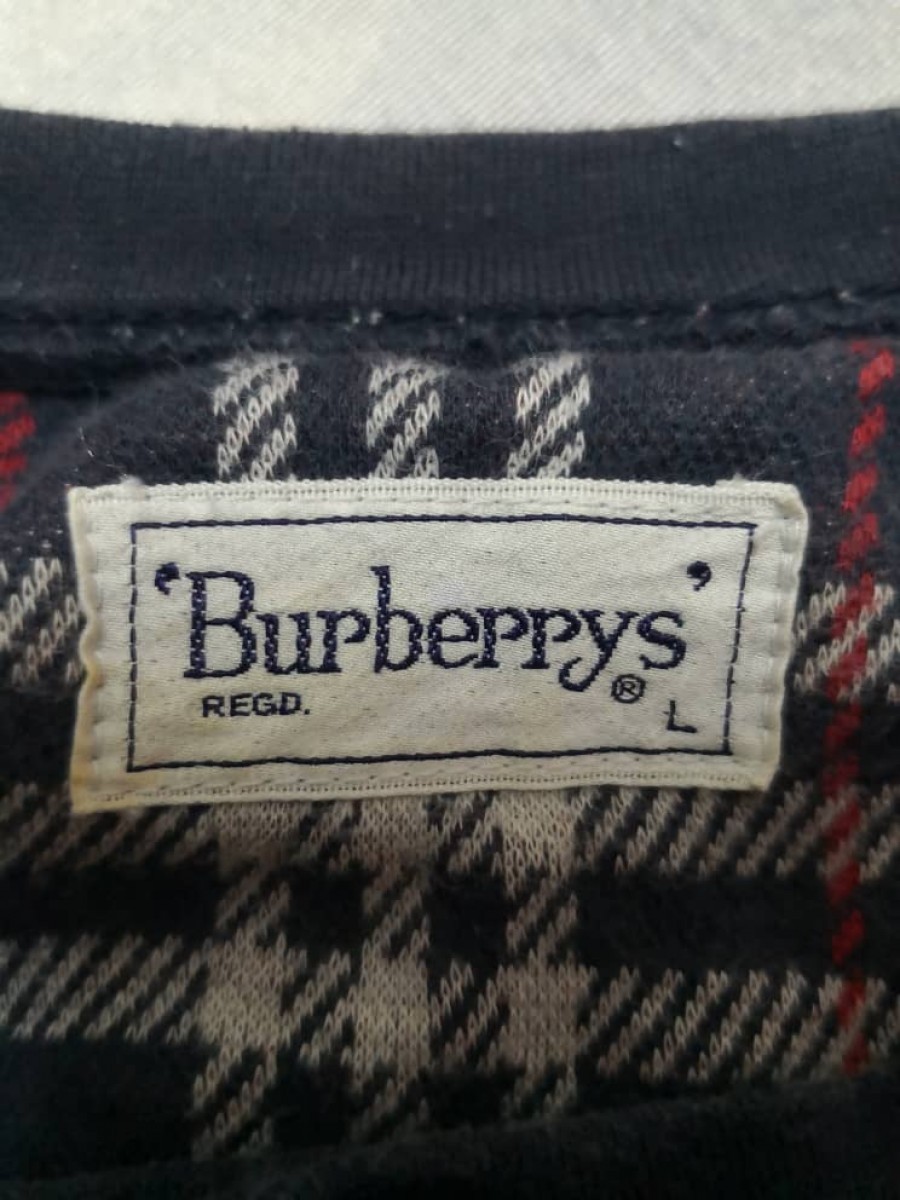 ‘Burberrys’
REGD. ®
L